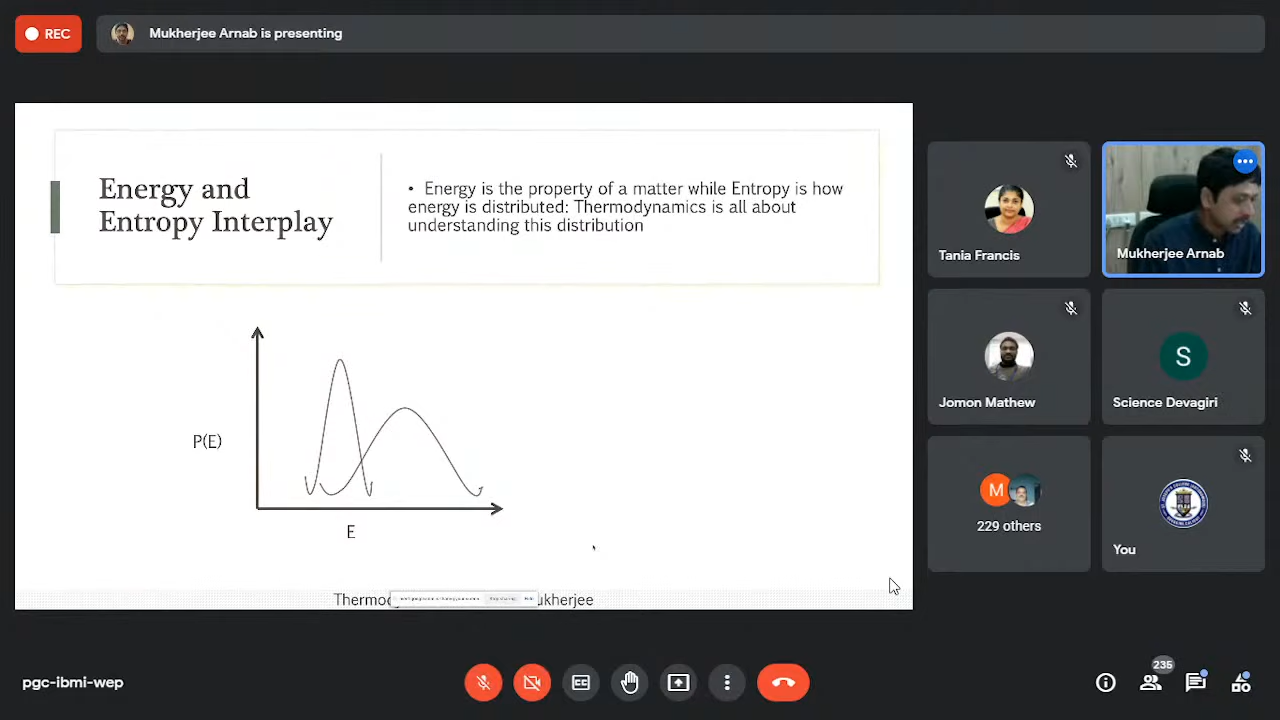 REC
Mukherjee Arnab is presenting
Energy and
Entropy Interplay
• Energy is the property of a matter while Entropy is how
energy is distributed: Thermodynamics is all about
understanding this distribution
P(E)
E
Tania Francis
Mukherjee Arnab
Jomon Mathew
S
Science Devagiri
M
229 others
You
pgc-ibmi-wep
CC
235